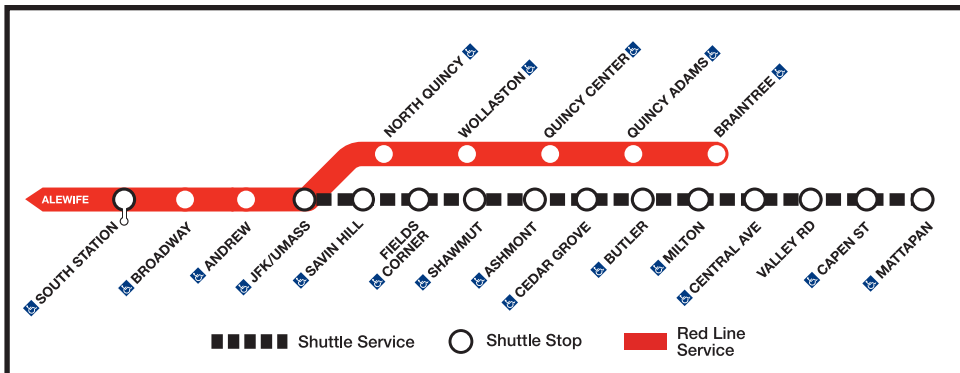 NORTH QUINCY
WOLLASTON
QUINCY CENTER
QUINCY ADAMS
BRAINTREE
ALEWIFE
SOUTH STATION
BROADWAY
ANDREW
JFK/UMASS
SAVIN HILL
FIELDS
CORNER
SHAWMUT
ASHMONT
CEDAR GROVE
BUTLER
MILTON
CENTRAL AVE
VALLEY RD
CAPEN ST
MATTAPAN
Shuttle Service
Shuttle Stop
Red Line
Service